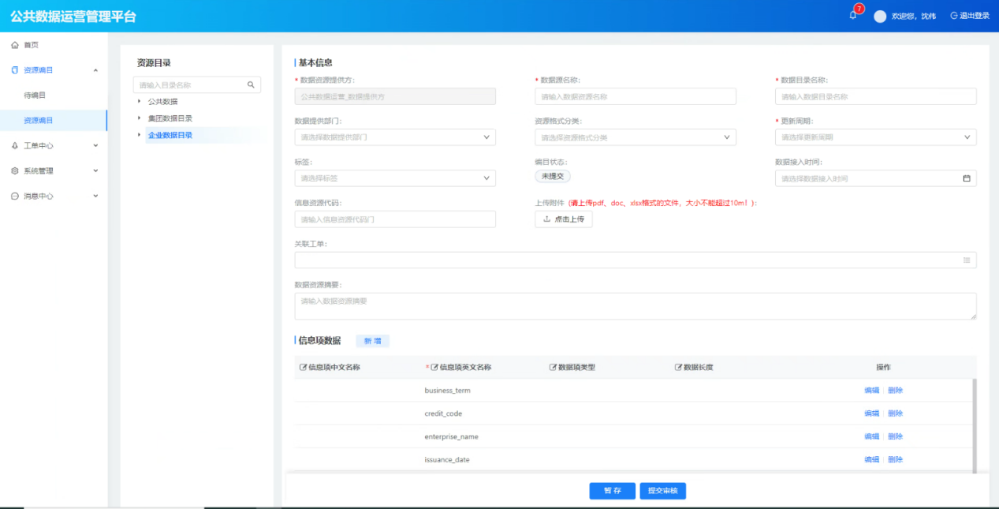 公共数据运营管理平台
7
欢迎您，沈伟
退出登录
首页
资源编目
待编目
资源编目
工单中心
系统管理
消息中心
资源目录
请输入目录名称
公共数据
集团数据目录
企业数据目录
基本信息
* 数据资源提供方: * 数据源名称: * 数据目录名称:
公共数据运营_数据提供方 请输入数据资源名称 请输入数据目录名称
数据提供部门: 资源格式分类: * 更新周期:
请选择数据提供部门 请选择资源格式分类 请选择更新周期
标签: 编目状态: 数据接入时间:
请选择标签 未提交 请选择数据接入时间
信息资源代码: 上传附件（请上传pdf、doc、xlsx格式的文件，大小不能超过10m！）:
请输入信息资源代码门 点击上传
关联工单:
数据资源摘要:
请输入数据资源摘要
信息项数据 新增
信息项中文名称 * 信息项英文名称 数据项类型 数据长度 操作
business_term 编辑 删除
credit_code 编辑 删除
enterprise_name 编辑 删除
issuance_date 编辑 删除
暂存 提交审核